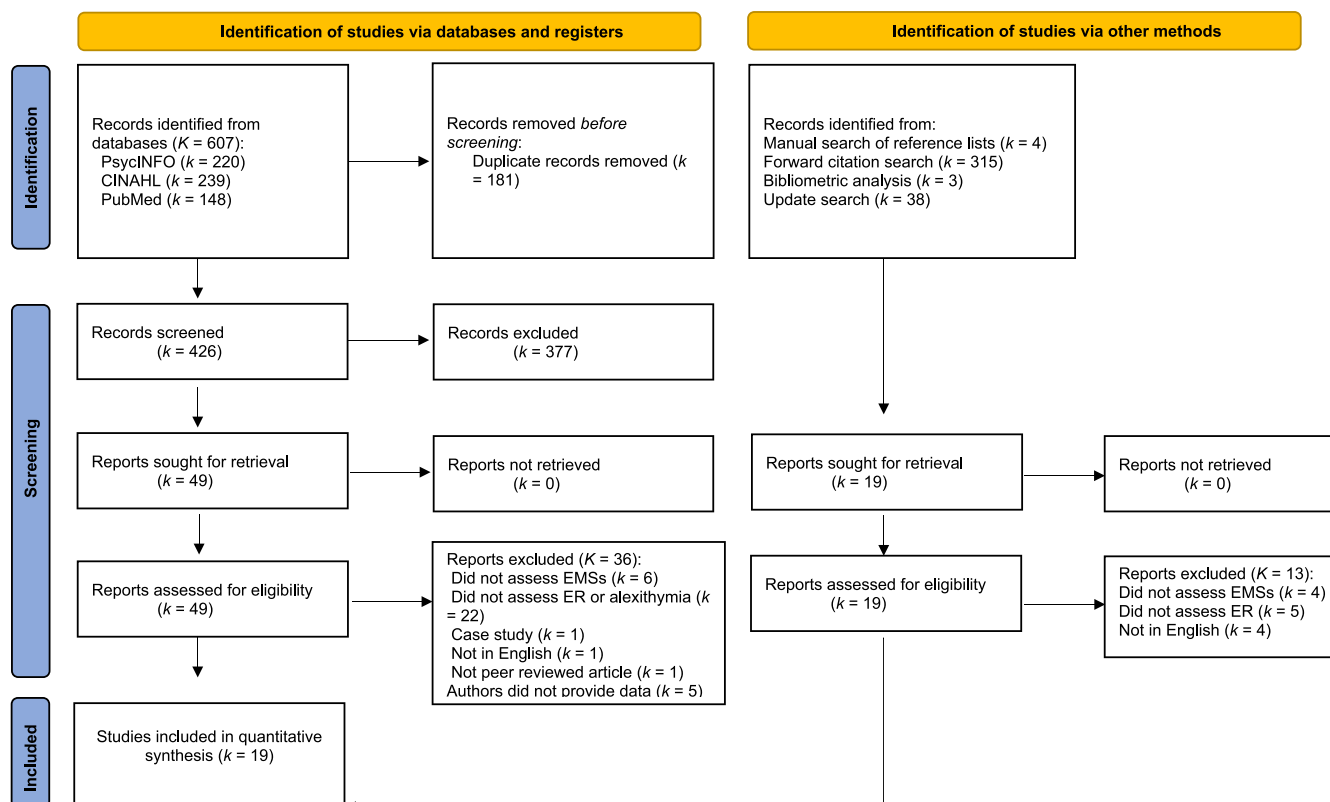 Identification of studies via databases and registers
Identification of studies via other methods
Identification
Records identified from
databases (K = 607):
PsycINFO (k = 220)
CINAHL (k = 239)
PubMed (k = 148)
Records removed before
screening:
Duplicate records removed (k
= 181)
Records identified from:
Manual search of reference lists (k = 4)
Forward citation search (k = 315)
Bibliometric analysis (k = 3)
Update search (k = 38)
Screening
Records screened
(k = 426)
Records excluded
(k = 377)
Reports sought for retrieval
(k = 49)
Reports not retrieved
(k = 0)
Reports sought for retrieval
(k = 19)
Reports not retrieved
(k = 0)
Reports assessed for eligibility
(k = 49)
Reports excluded (K = 36):
Did not assess EMSs (k = 6)
Did not assess ER or alexithymia (k
= 22)
Case study (k = 1)
Not in English (k = 1)
Not peer reviewed article (k = 1)
Authors did not provide data (k = 5)
Reports assessed for eligibility
(k = 19)
Reports excluded (K = 13):
Did not assess EMSs (k = 4)
Did not assess ER (k = 5)
Not in English (k = 4)
Included
Studies included in quantitative
synthesis (k = 19)